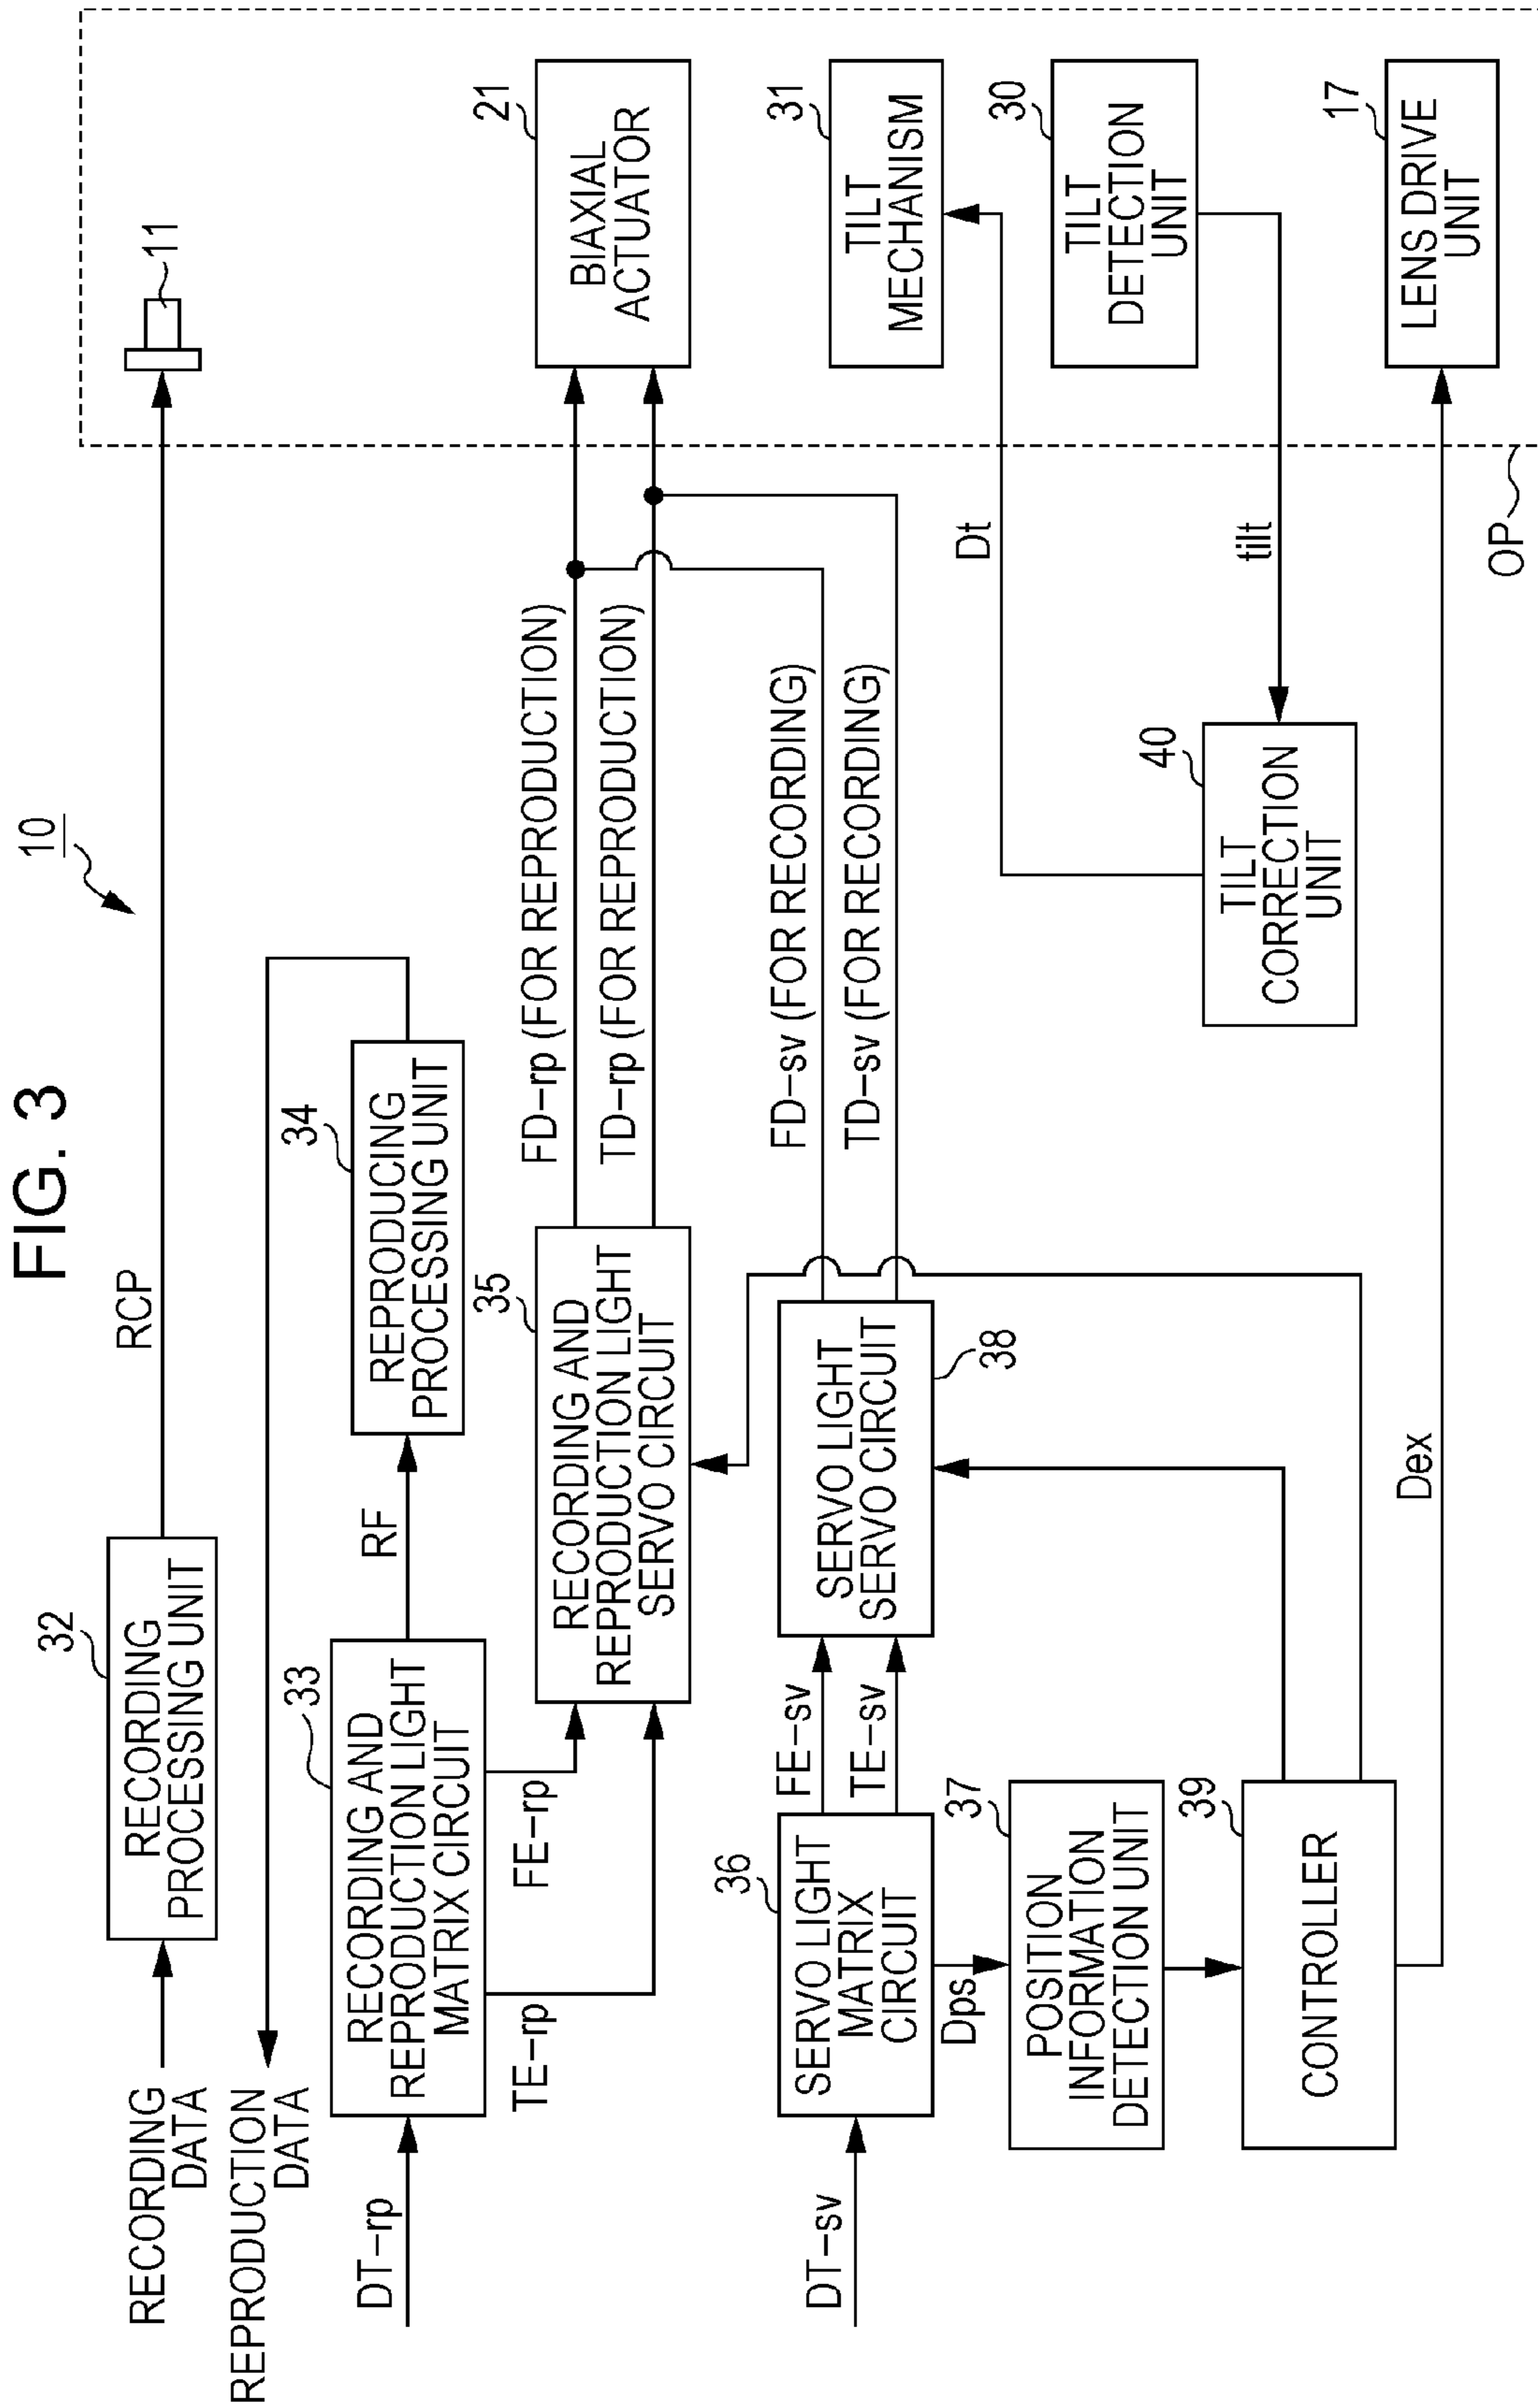 FIG. 3
10
RECORDING
DATA
32
RECORDING
PROCESSING UNIT
RCP
11
REPRODUCTION
DATA
34
REPRODUCING
PROCESSING UNIT
DT-rp
33
RECORDING AND
REPRODUCTION LIGHT
MATRIX CIRCUIT
RF
TE-rp
FE-rp
35
RECORDING AND
REPRODUCTION LIGHT
SERVO CIRCUIT
FD-rp (FOR REPRODUCTION)
TD-rp (FOR REPRODUCTION)
21
BIAXIAL
ACTUATOR
DT-sv
36
SERVO LIGHT
MATRIX
CIRCUIT
FE-sv
TE-sv
SERVO LIGHT
SERVO CIRCUIT
38
FD-sv (FOR RECORDING)
TD-sv (FOR RECORDING)
31
TILT
MECHANISM
Dps
37
POSITION
INFORMATION
DETECTION UNIT
Dt
30
TILT
DETECTION
UNIT
39
CONTROLLER
40
TILT
CORRECTION
UNIT
tilt
Dex
17
LENS DRIVE
UNIT
OP